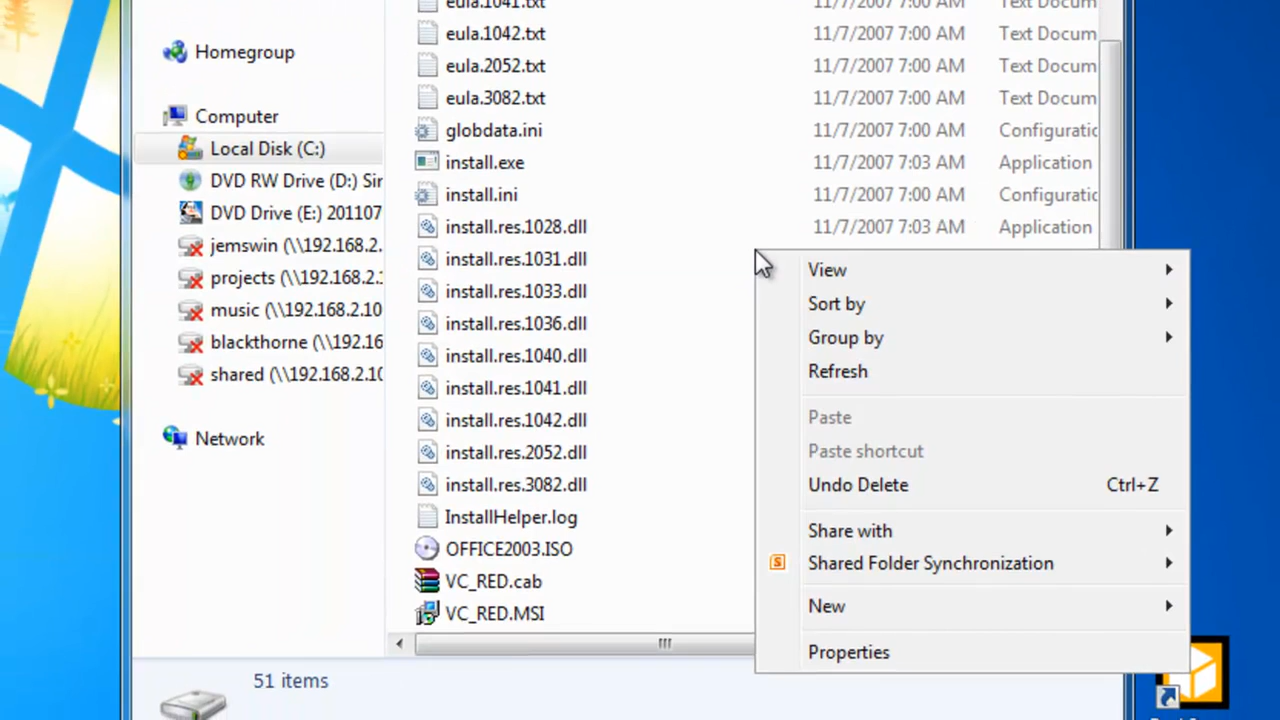 Homegroup
Computer
Local Disk (C:)
DVD RW Drive (D:) Sir
DVD Drive (E:) 201107
jemswin (\\192.168.2.
projects (\\192.168.2.1
music (\\192.168.2.10
blackthorne (\\192.16
shared (\\192.168.2.10
Network
eula.1041.txt 11/7/2007 7:00 AM Text Docum
eula.1042.txt 11/7/2007 7:00 AM Text Docum
eula.2052.txt 11/7/2007 7:00 AM Text Docum
eula.3082.txt 11/7/2007 7:00 AM Text Docum
globdata.ini 11/7/2007 7:00 AM Configuratic
install.exe 11/7/2007 7:03 AM Application
install.ini 11/7/2007 7:00 AM Configuratic
install.res.1028.dll 11/7/2007 7:03 AM Application
install.res.1031.dll
install.res.1033.dll
install.res.1036.dll
install.res.1040.dll
install.res.1041.dll
install.res.1042.dll
install.res.2052.dll
install.res.3082.dll
InstallHelper.log
OFFICE2003.ISO
VC_RED.cab
VC_RED.MSI
View
Sort by
Group by
Refresh
Paste
Paste shortcut
Undo Delete Ctrl+Z
Share with
Shared Folder Synchronization
New
Properties
51 items